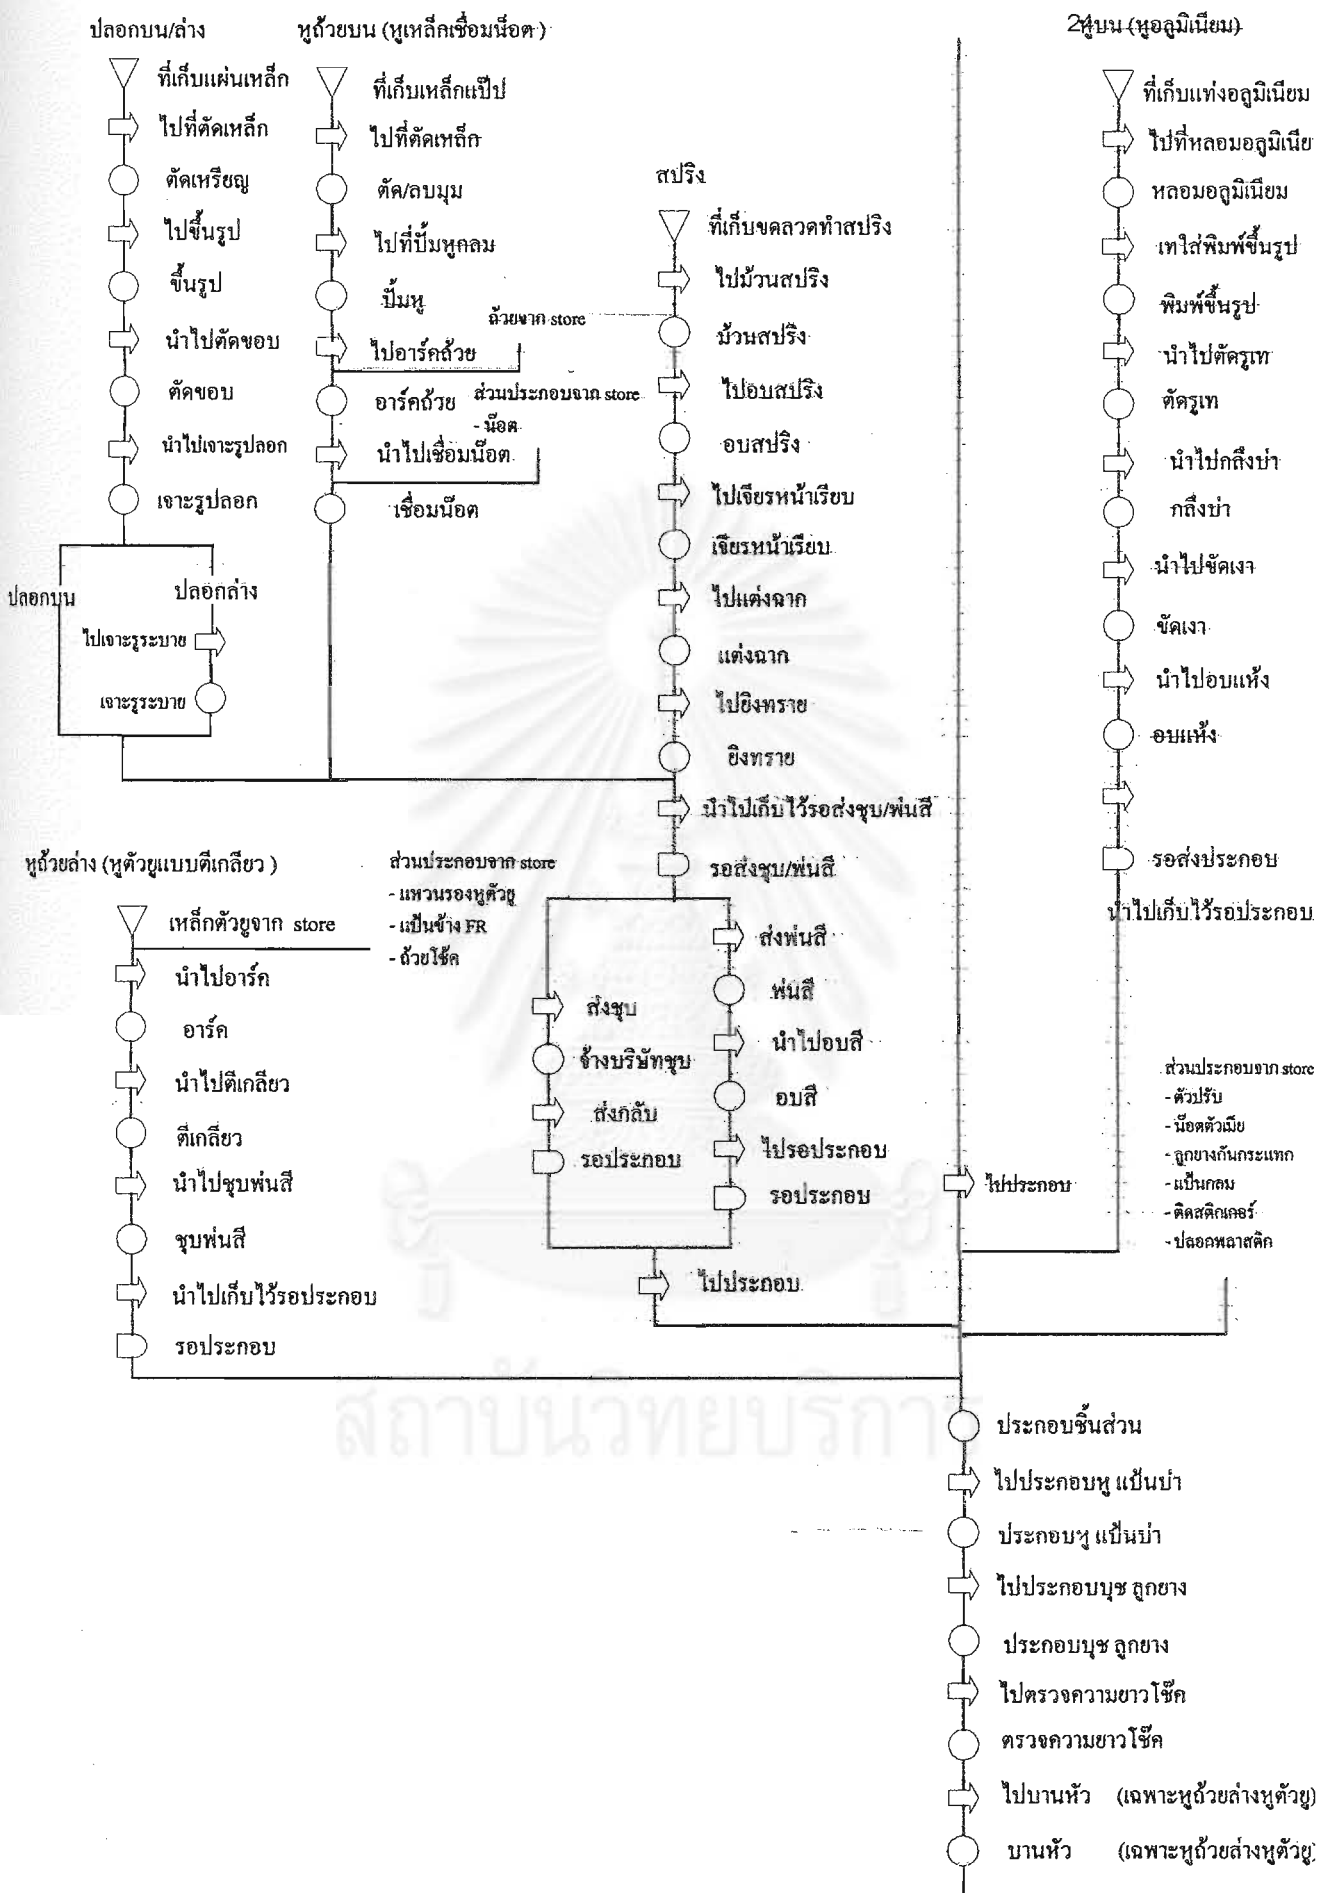 ปลอกบน/ล่าง
ที่เก็บแผ่นเหล็ก
ไปที่ตัดเหล็ก
ตัดเหรียญ
ไปขึ้นรูป
ขึ้นรูป
นำไปตัดขอบ
ตัดขอบ
นำไปเจาะรูปลอก
เจาะรูปลอก
ปลอกบน
ปลอกล่าง
ไปเจาะรูระบาย
เจาะรูระบาย
หูถ้วยบน (หูเหล็กเชื่อมน็อต )
ที่เก็บเหล็กแป๊ป
ไปที่ตัดเหล็ก
ตัด/ลบมุม
ไปที่ปั้มหูกลม
ปั้มหู
ถ้วยจาก store
ไปอาร์คถ้วย
อาร์คถ้วย
ส่วนประกอบจาก store
- น๊อต
นำไปเชื่อมน๊อต
เชื่อมน๊อต
สปริง
ที่เก็บขดลวดทำสปริง
ไปม้วนสปริง
ม้วนสปริง
ไปอบสปริง
อบสปริง
ไปเจียรหน้าเรียบ
เจียรหน้าเรียบ
ไปแต่งฉาก
แต่งฉาก
ไปยิงทราย
ยิงทราย
นำไปเก็บไว้รอส่งชุบ/พ่นสี
รอส่งชุบ/พ่นสี
ส่งชุบ
จ้างบริษัทชุบ
ส่งกลับ
รอประกอบ
ส่งพ่นสี
พ่นสี
นำไปอบสี
อบสี
ไปรอประกอบ
รอประกอบ
ไปประกอบ
24
หูบน (หูอลูมิเนียม)
ที่เก็บแท่งอลูมิเนียม
ไปที่หลอมอลูมิเนีย
หลอมอลูมิเนียม
เทใส่พิมพ์ขึ้นรูป
พิมพ์ขึ้นรูป
นำไปตัดรูเท
ตัดรูเท
นำไปกลึงบ่า
กลึงบ่า
นำไปขัดเงา
ขัดเงา
นำไปอบแห้ง
อบแห้ง
รอส่งประกอบ
นำไปเก็บไว้รอประกอบ
หูถ้วยล่าง (หูตัวยูแบบตีเกลียว )
เหล็กตัวยูจาก store
ส่วนประกอบจาก store
- แหวนรองหูตัวยู
- แป้นข้าง FR
- ถ้วยโช้ค
นำไปอาร์ค
อาร์ค
นำไปตีเกลียว
ตีเกลียว
นำไปชุบพ่นสี
ชุบพ่นสี
นำไปเก็บไว้รอประกอบ
รอประกอบ
ไปประกอบ
ส่วนประกอบจาก store
- ตัวปรับ
- น๊อตตัวเมีย
- ลูกยางกันกระแทก
- แป้นกลม
- ติดสติกเกอร์
- ปลอกพลาสติก
ประกอบชิ้นส่วน
ไปประกอบหู แป้นบ่า
ประกอบหู แป้นบ่า
ไปประกอบบุช ลูกยาง
ประกอบบุช ลูกยาง
ไปตรวจความยาวโช๊ค
ตรวจความยาวโช๊ค
ไปบานหัว (เฉพาะหูถ้วยล่างหูตัวยู)
บานหัว (เฉพาะหูถ้วยล่างหูตัวยู)
สถาบันวิทยบริการ